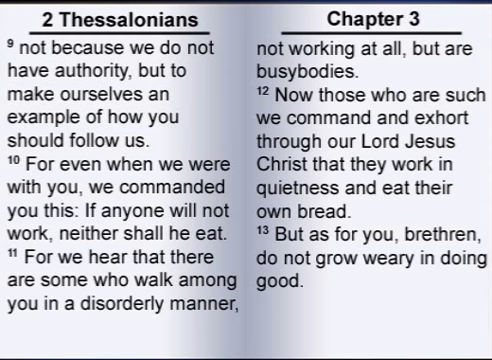 2 Thessalonians
9 not because we do not
have authority, but to
make ourselves an
example of how you
should follow us.
10 For even when we were
with you, we commanded
you this: If anyone will not
work, neither shall he eat.
11 For we hear that there
are some who walk among
you in a disorderly manner,
Chapter 3
not working at all, but are
busybodies.
12 Now those who are such
we command and exhort
through our Lord Jesus
Christ that they work in
quietness and eat their
own bread.
13 But as for you, brethren,
do not grow weary in doing
good.